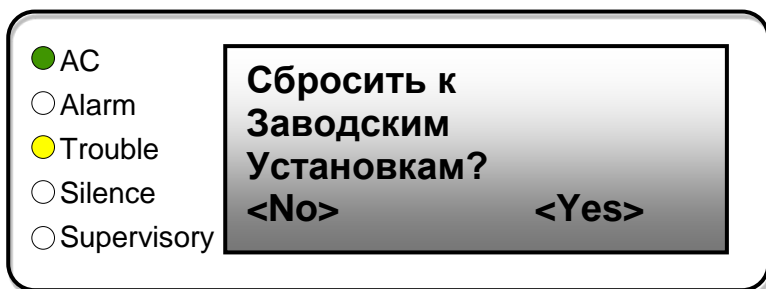 AC
Alarm
Trouble
Silence
Supervisory
Сбросить к
Заводским
Установкам?
<No> <Yes>